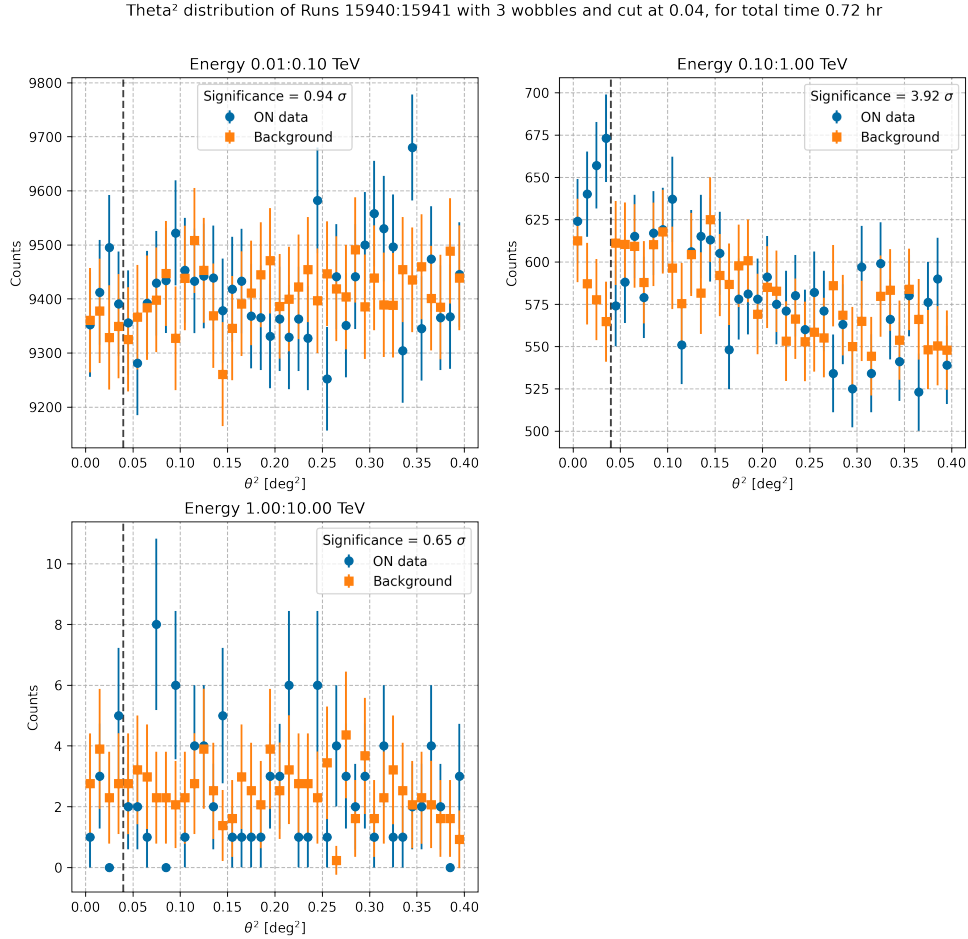 Theta² distribution of Runs 15940:15941 with 3 wobbles and cut at 0.04, for total time 0.72 hr
Energy 0.01:0.10 TeV
Significance = 0.94 σ
ON data
Background
Counts
9800
9700
9600
9500
9400
9300
9200
0.00 0.05 0.10 0.15 0.20 0.25 0.30 0.35 0.40
θ² [deg²]
Energy 0.10:1.00 TeV
Significance = 3.92 σ
ON data
Background
Counts
700
675
650
625
600
575
550
525
500
0.00 0.05 0.10 0.15 0.20 0.25 0.30 0.35 0.40
θ² [deg²]
Energy 1.00:10.00 TeV
Significance = 0.65 σ
ON data
Background
Counts
10
8
6
4
2
0
0.00 0.05 0.10 0.15 0.20 0.25 0.30 0.35 0.40
θ² [deg²]